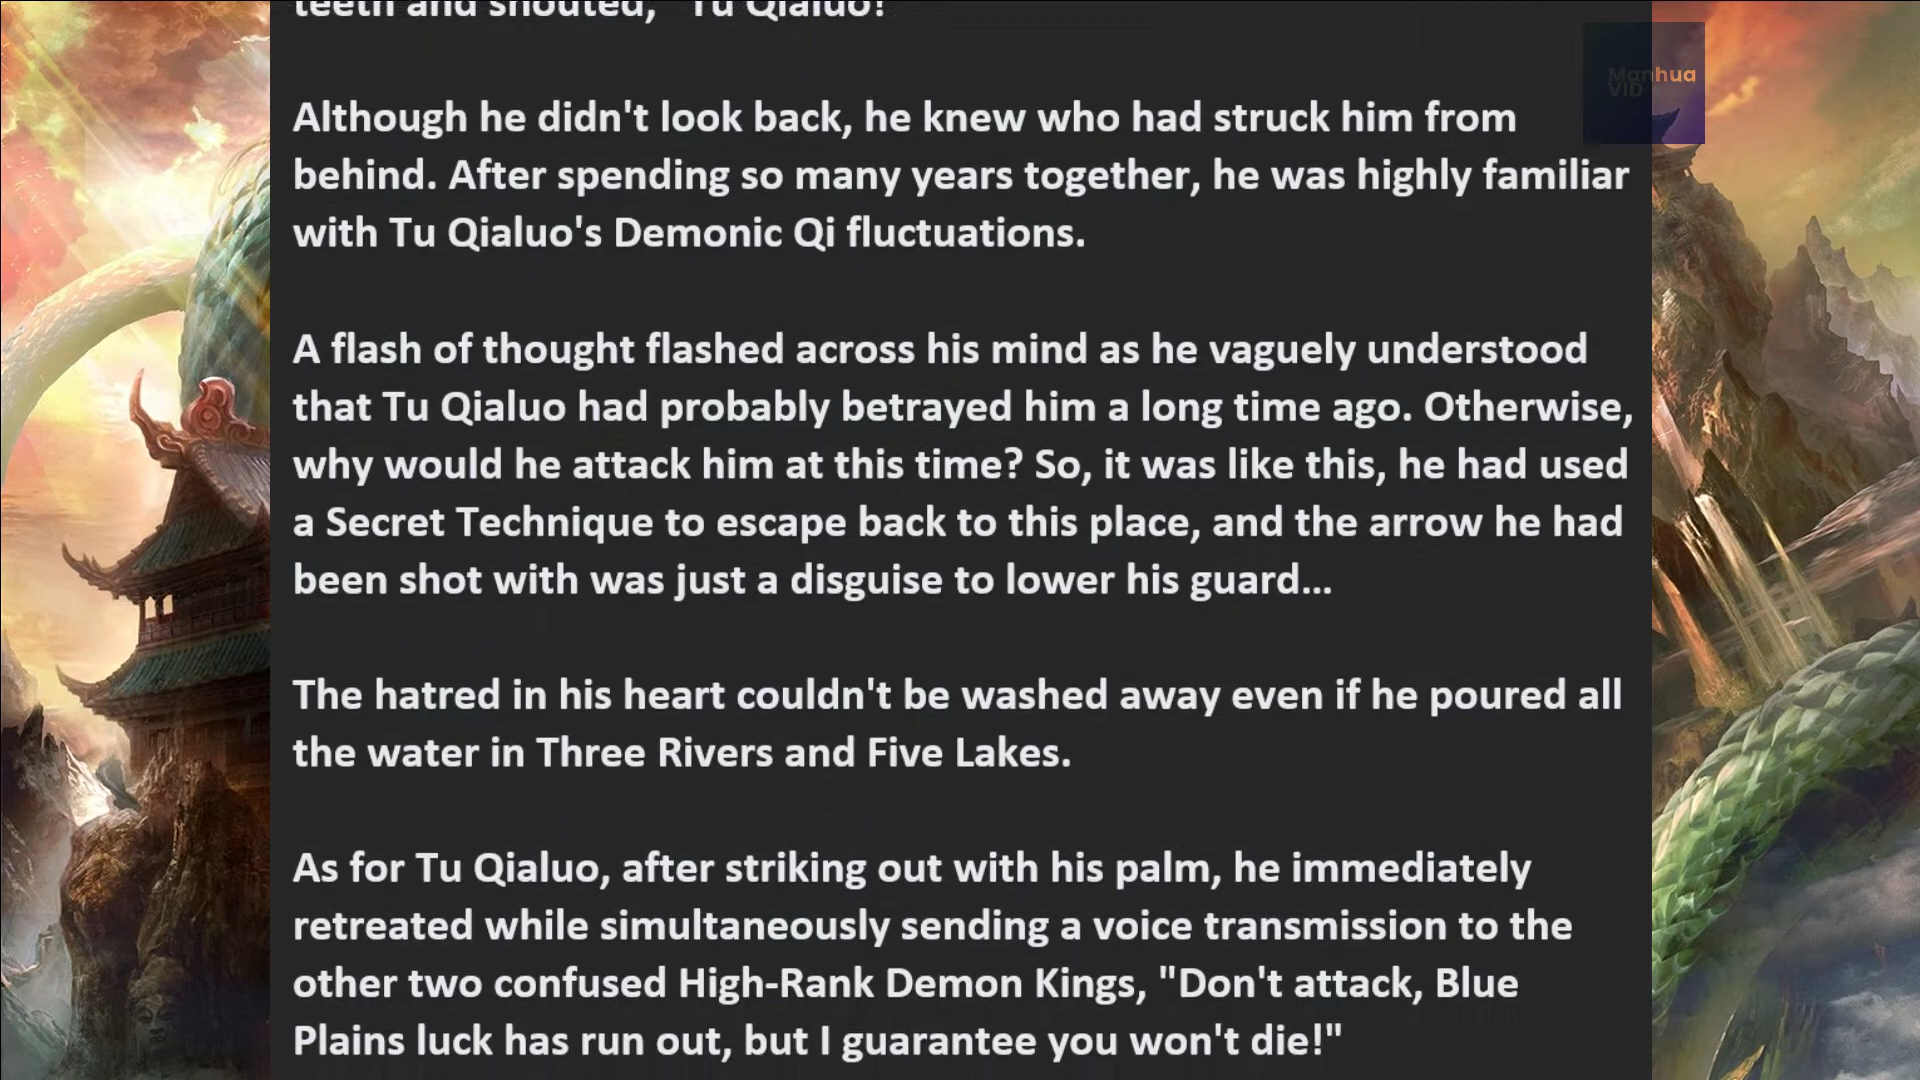 teeth and shouted, "Tu Qialuo!
Manhua
VID
Although he didn't look back, he knew who had struck him from
behind. After spending so many years together, he was highly familiar
with Tu Qialuo's Demonic Qi fluctuations.
A flash of thought flashed across his mind as he vaguely understood
that Tu Qialuo had probably betrayed him a long time ago. Otherwise,
why would he attack him at this time? So, it was like this, he had used
a Secret Technique to escape back to this place, and the arrow he had
been shot with was just a disguise to lower his guard...
The hatred in his heart couldn't be washed away even if he poured all
the water in Three Rivers and Five Lakes.
As for Tu Qialuo, after striking out with his palm, he immediately
retreated while simultaneously sending a voice transmission to the
other two confused High-Rank Demon Kings, "Don't attack, Blue
Plains luck has run out, but I guarantee you won't die!"